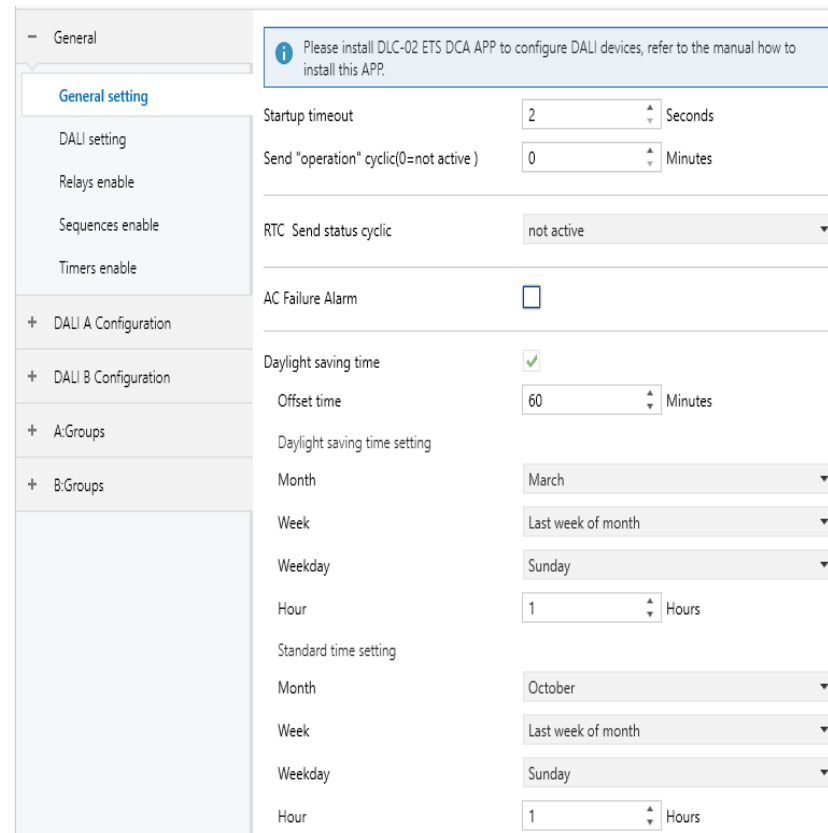 General
General setting
DALI setting
Relays enable
Sequences enable
Timers enable
DALI A Configuration
DALI B Configuration
A:Groups
B:Groups
Please install DLC-02 ETS DCA APP to configure DALI devices, refer to the manual how to
install this APP.
Startup timeout 2 Seconds
Send "operation" cyclic(0=not active ) 0 Minutes
RTC Send status cyclic not active
AC Failure Alarm
Daylight saving time
Offset time 60 Minutes
Daylight saving time setting
Month March
Week Last week of month
Weekday Sunday
Hour 1 Hours
Standard time setting
Month October
Week Last week of month
Weekday Sunday
Hour 1 Hours